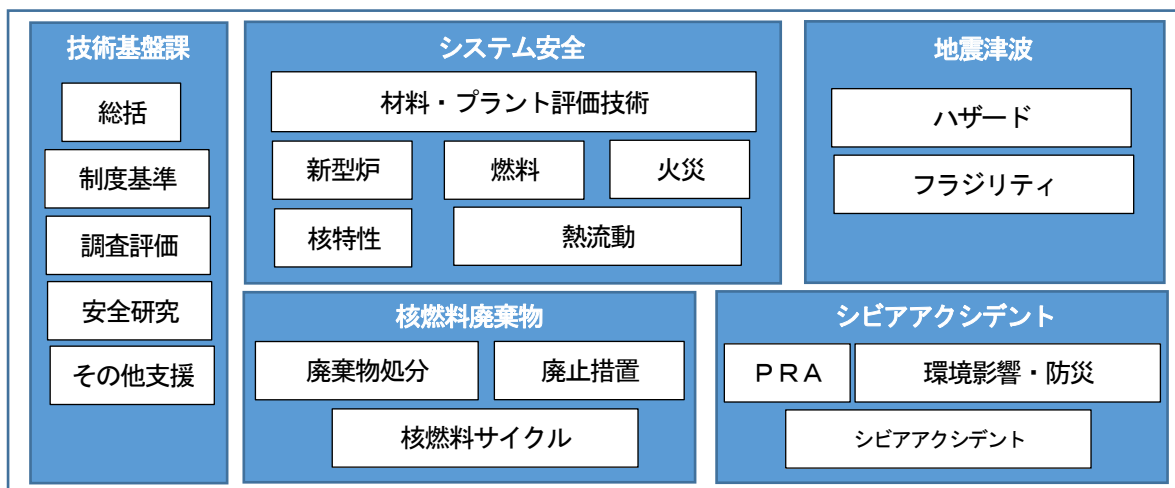 技術基盤課
総括
制度基準
調査評価
安全研究
その他支援
システム安全
材料・プラント評価技術
新型炉
燃料
火災
核特性
熱流動
地震津波
ハザード
フラジリティ
核燃料廃棄物
廃棄物処分
廃止措置
核燃料サイクル
シビアアクシデント
ＰＲＡ
環境影響・防災
シビアアクシデント